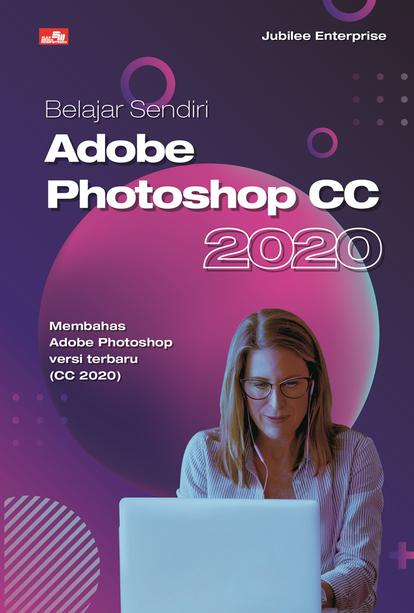 Jubilee Enterprise
Belajar Sendiri
Adobe
Photoshop CC
2020
Membahas
Adobe Photoshop
versi terbaru
(CC 2020)